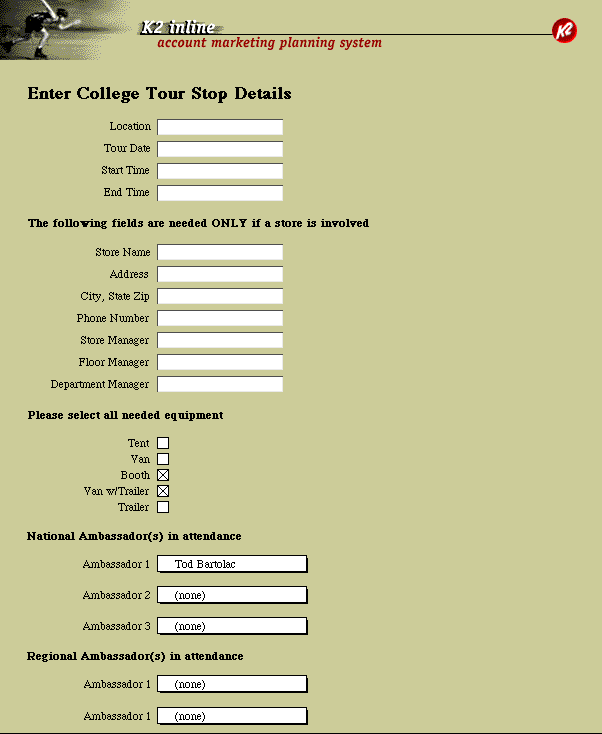 K2 inline
account marketing planning system
K2
Enter College Tour Stop Details
Location
Tour Date
Start Time
End Time
The following fields are needed ONLY if a store is involved
Store Name
Address
City, State Zip
Phone Number
Store Manager
Floor Manager
Department Manager
Please select all needed equipment
Tent
Van
Booth
Van w/Trailer
Trailer
National Ambassador(s) in attendance
Ambassador 1 Tod Bartolac
Ambassador 2 (none)
Ambassador 3 (none)
Regional Ambassador(s) in attendance
Ambassador 1 (none)
Ambassador 1 (none)